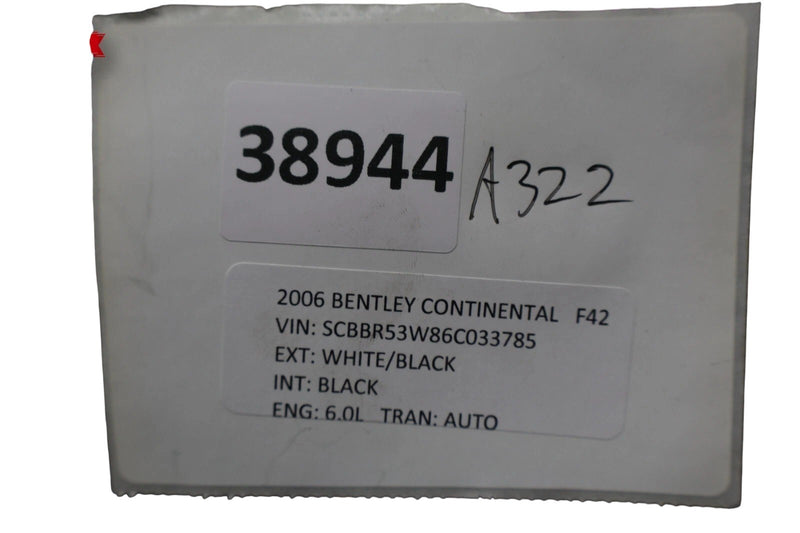 38944
A322
2006 BENTLEY CONTINENTAL F42
VIN: SCBBR53W86C033785
EXT: WHITE/BLACK
INT: BLACK
ENG: 6.0L TRAN: AUTO